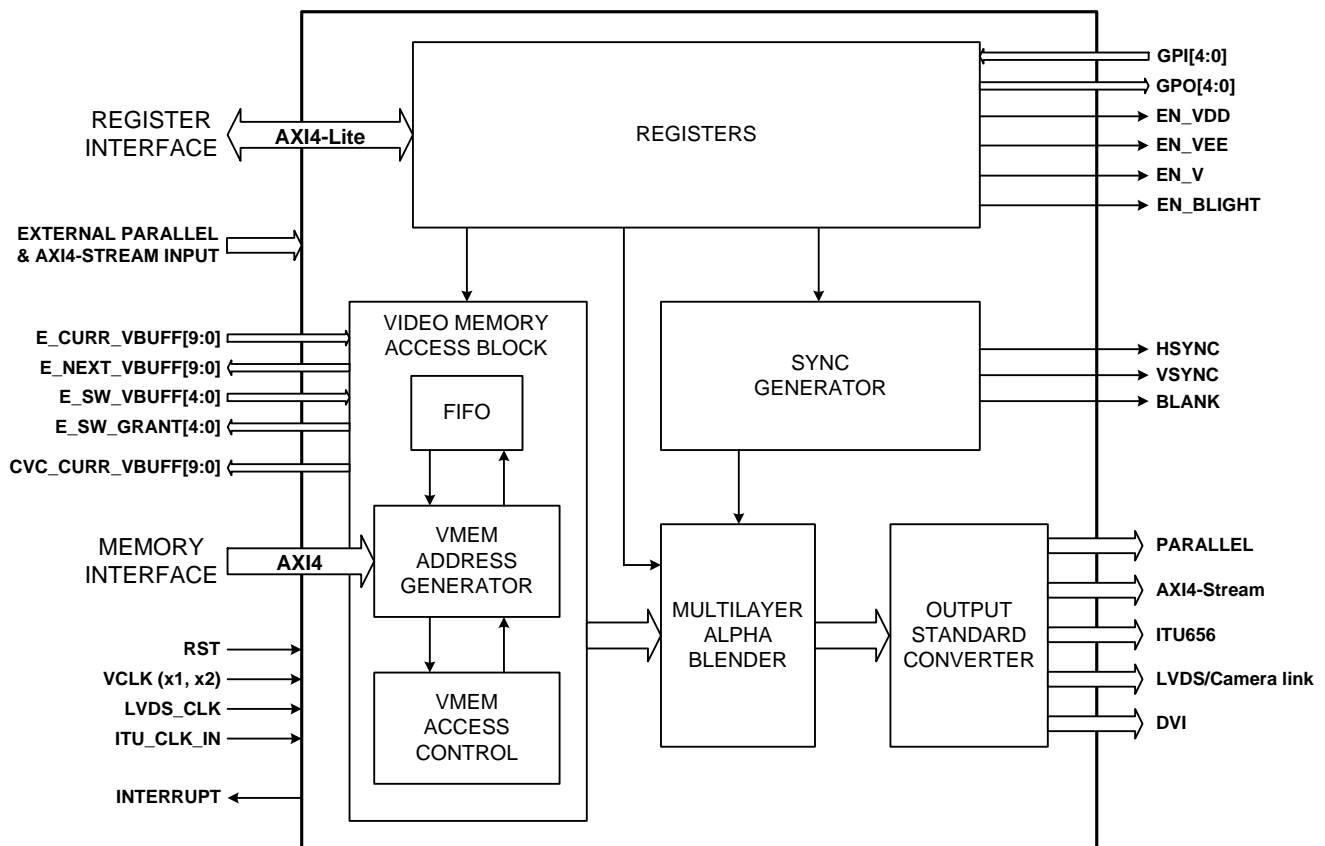 REGISTER
INTERFACE
AXI4-Lite
REGISTERS
GPI[4:0]
GPO[4:0]
EN_VDD
EN_VEE
EN_V
EN_BLIGHT
EXTERNAL PARALLEL
& AXI4-STREAM INPUT
E_CURR_VBUFF[9:0]
E_NEXT_VBUFF[9:0]
E_SW_VBUFF[4:0]
E_SW_GRANT[4:0]
CVC_CURR_VBUFF[9:0]
VIDEO MEMORY
ACCESS BLOCK
FIFO
SYNC
GENERATOR
HSYNC
VSYNC
BLANK
MEMORY
INTERFACE
AXI4
VMEM
ADDRESS
GENERATOR
VMEM
ACCESS
CONTROL
MULTILAYER
ALPHA
BLENDER
OUTPUT
STANDARD
CONVERTER
PARALLEL
AXI4-Stream
ITU656
LVDS/Camera link
DVI
RST
VCLK (x1, x2)
LVDS_CLK
ITU_CLK_IN
INTERRUPT